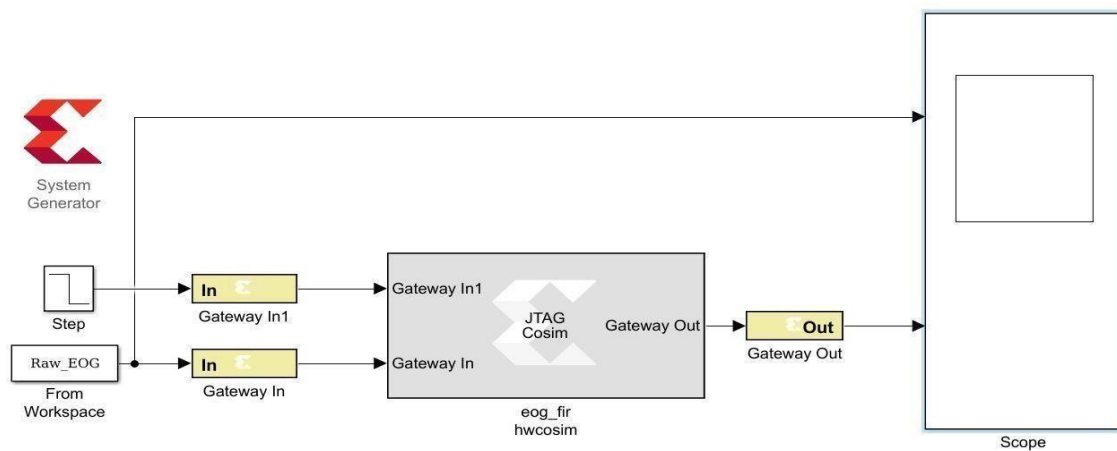 System
Generator
Step
In
Gateway In1
Raw_EOG
From
Workspace
In
Gateway In
Gateway In1
JTAG
Cosim
Gateway Out
Gateway In
eog_fir
hwcosim
Out
Gateway Out
Scope